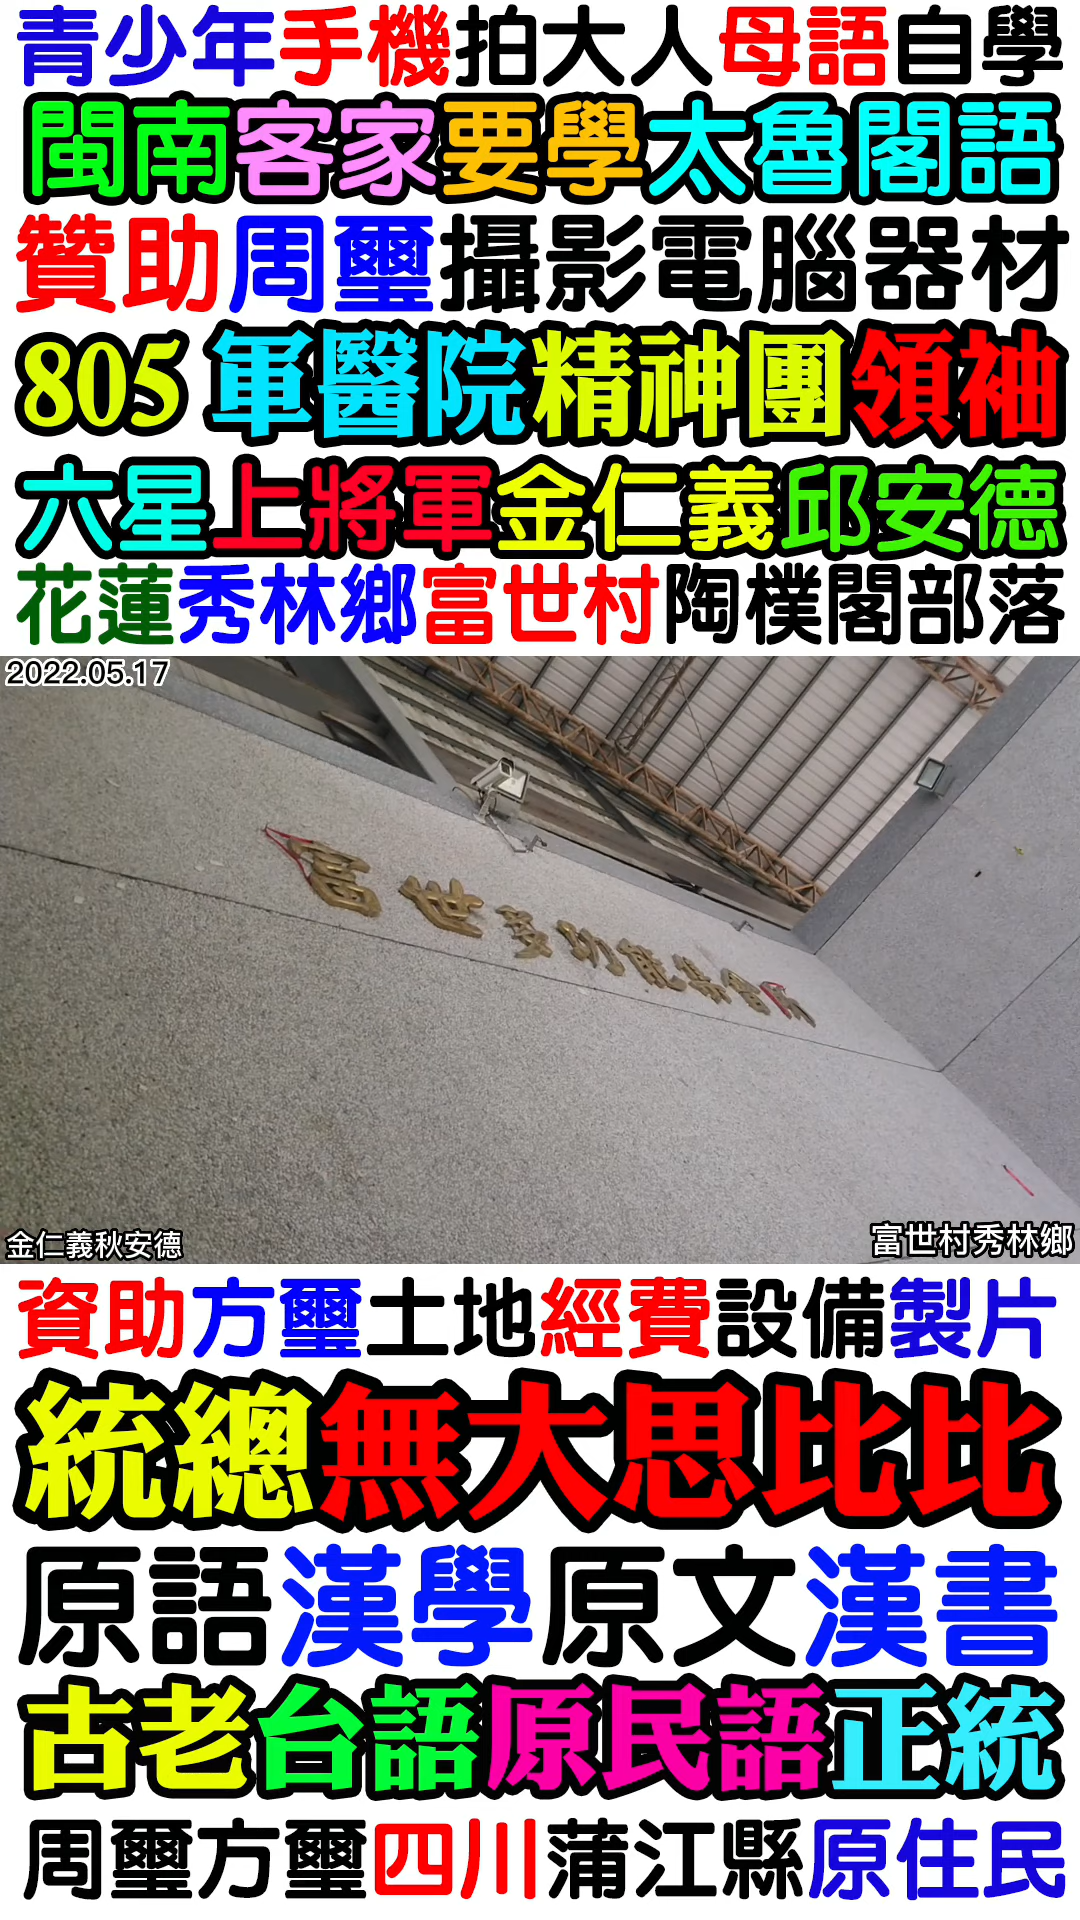 青少年手機拍大人母語自學
閩南客家要學太魯閣語
贊助周璽攝影電腦器材
805軍醫院精神團領袖
六星上將軍金仁義邱安德
花蓮秀林鄉富世村陶樸閣部落
2022.05.17
金仁義秋安德
富世村秀林鄉
資助方璽土地經費設備製片
統總無大思比比
原語漢學原文漢書
古老台語原民語正統
周璽方璽四川蒲江縣原住民